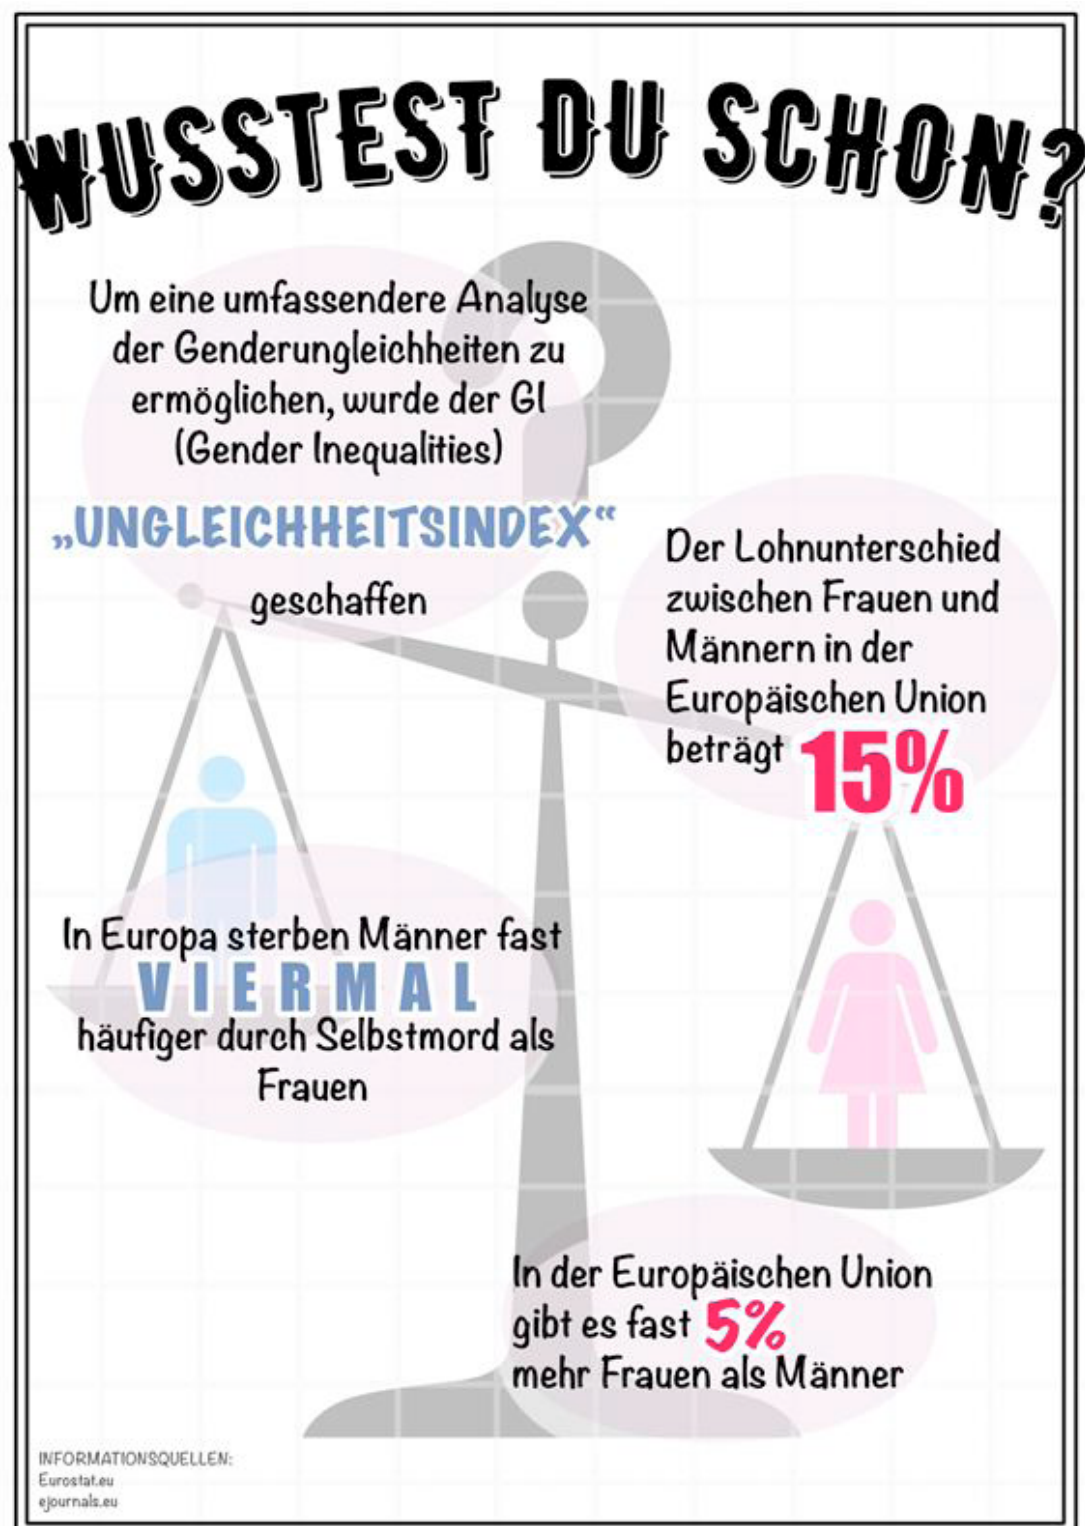 WUSSTEST DU SCHON?
Um eine umfassendere Analyse
der Genderungleichheiten zu
ermöglichen, wurde der GI
(Gender Inequalities)
„UNGLEICHHEITSINDEX“
geschaffen
Der Lohnunterschied
zwischen Frauen und
Männern in der
Europäischen Union
beträgt 15%
In Europa sterben Männer fast
VIERMAL
häufiger durch Selbstmord als
Frauen
In der Europäischen Union
gibt es fast 5%
mehr Frauen als Männer
INFORMATIONSQUELLEN:
Eurostat.eu
ejournals.eu